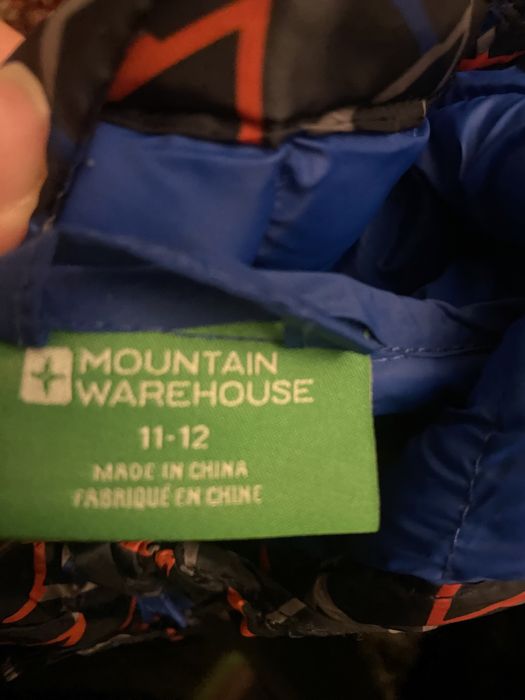 MOUNTAIN
WAREHOUSE
11-12
MADE IN CHINA
FABRIQUÉ EN CHINE